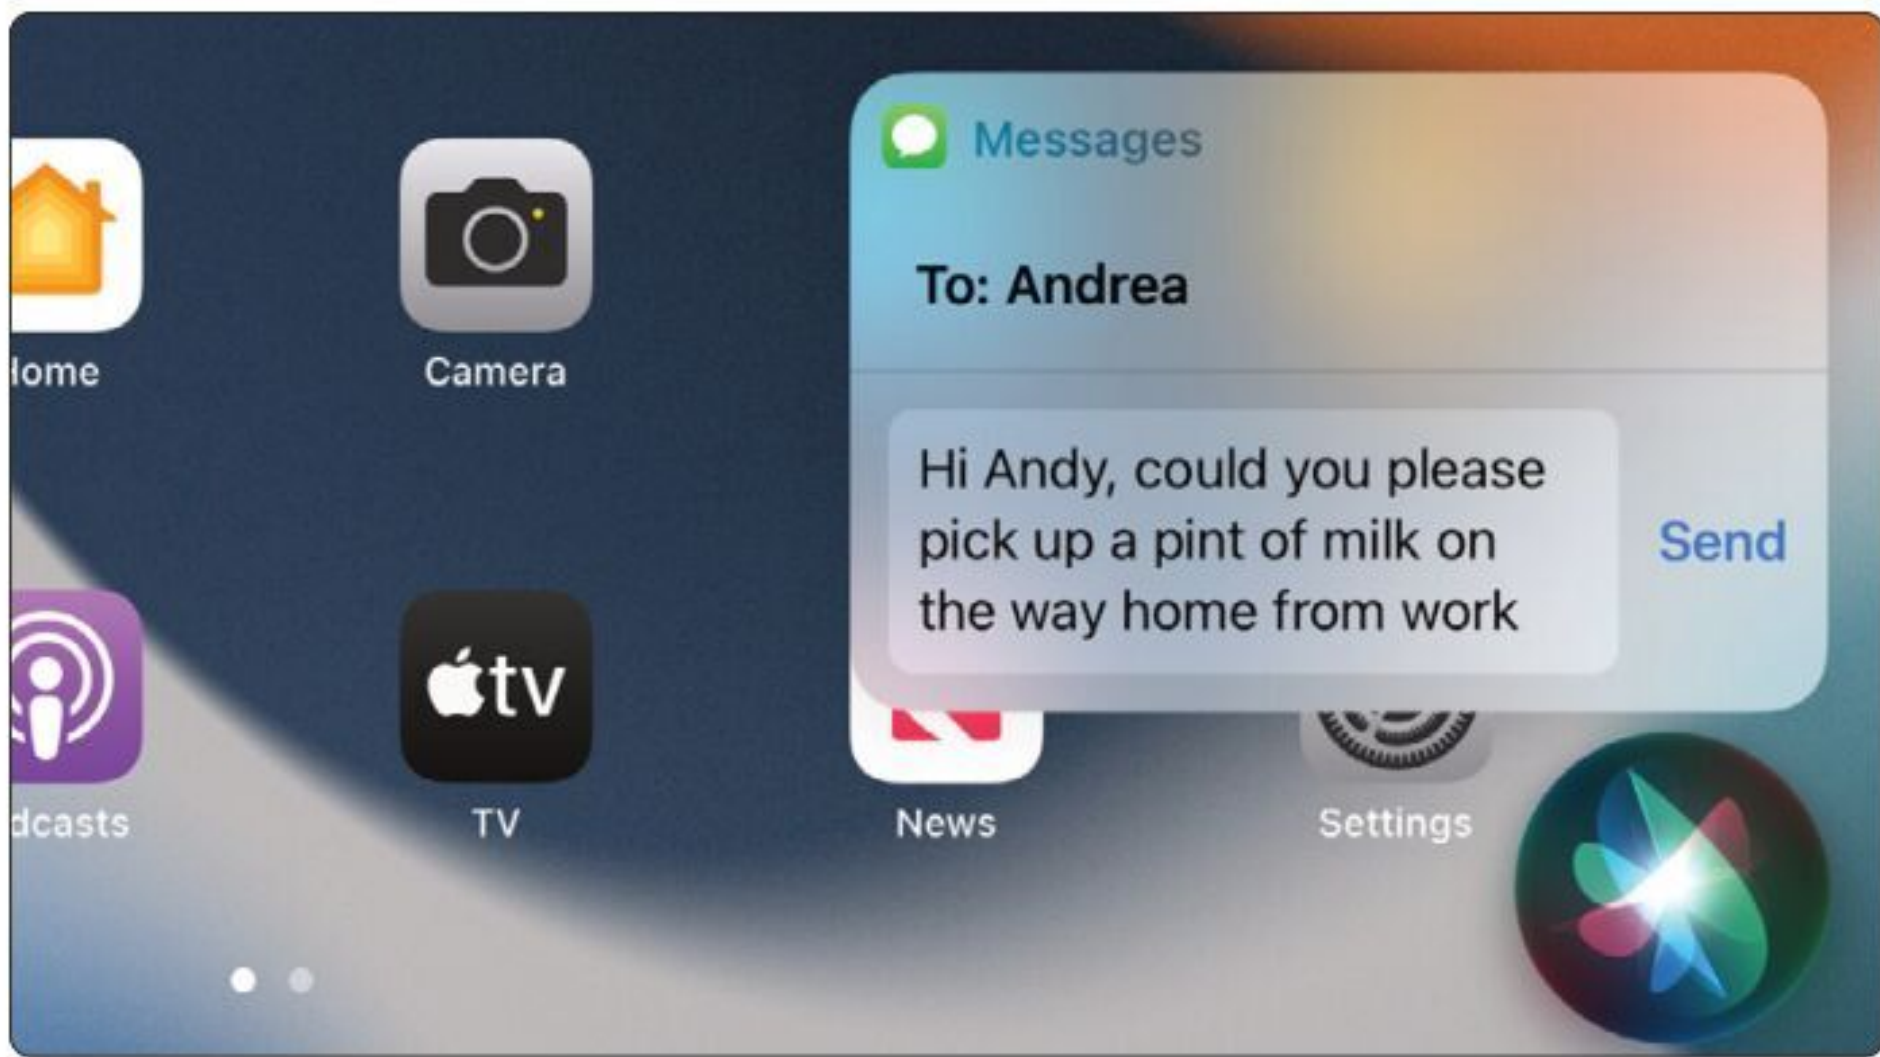 Messages
To: Andrea
Hi Andy, could you please
pick up a pint of milk on
the way home from work
Send
Home
Camera
tv
dcasts
TV
News
Settings